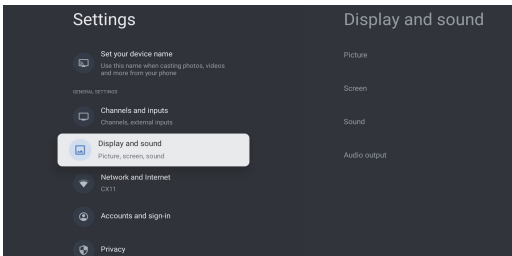 Settings
Set your device name
Use this name when casting photos, videos
and more from your phone
GENERAL SETTINGS
Channels and inputs
Channels, external inputs
Display and sound
Picture, screen, sound
Network and Internet
CX11
Accounts and sign-in
Privacy
Display and sound
Picture
Screen
Sound
Audio output